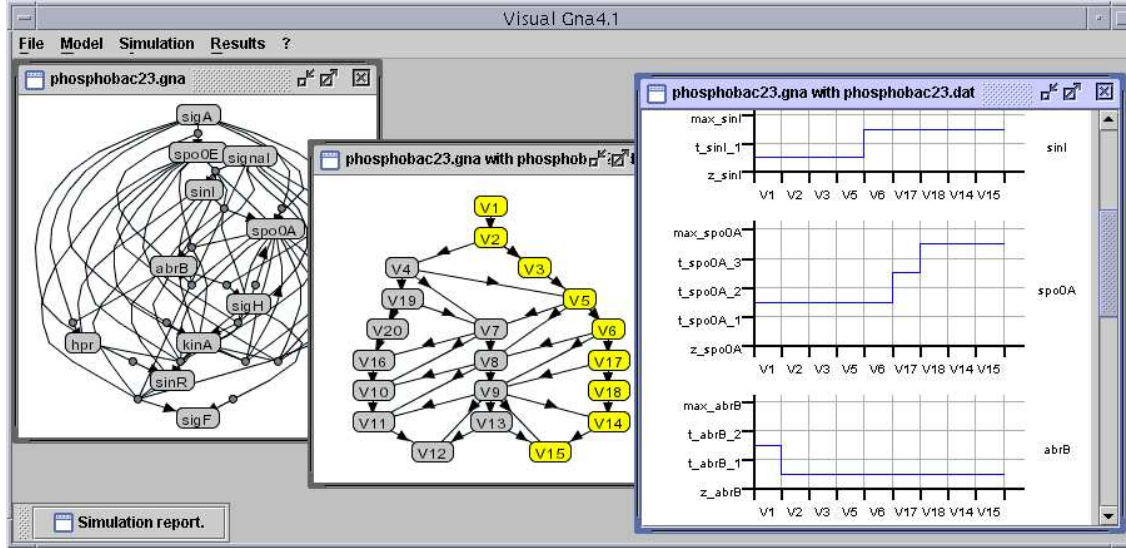 Visual Gna4.1
File Model Simulation Results ?
phosphobac23.gna
sigA
spo0E signal
sinI
spo0A
abrB
sigH
hpr kinA
sinR
sigF
phosphobac23.gna with phosphob
V1
V2
V4 V3
V19 V5
V20 V7 V6
V16 V8 V17
V10 V9 V18
V11 V13 V14
V12 V15
phosphobac23.gna with phosphobac23.dat
max_sinI
t_sinI_1 sinI
z_sinI
V1 V2 V3 V5 V6 V17 V18 V14 V15
max_spo0A
t_spo0A_3
t_spo0A_2 spo0A
t_spo0A_1
z_spo0A
V1 V2 V3 V5 V6 V17 V18 V14 V15
max_abrB
t_abrB_2
t_abrB_1 abrB
z_abrB
V1 V2 V3 V5 V6 V17 V18 V14 V15
Simulation report.